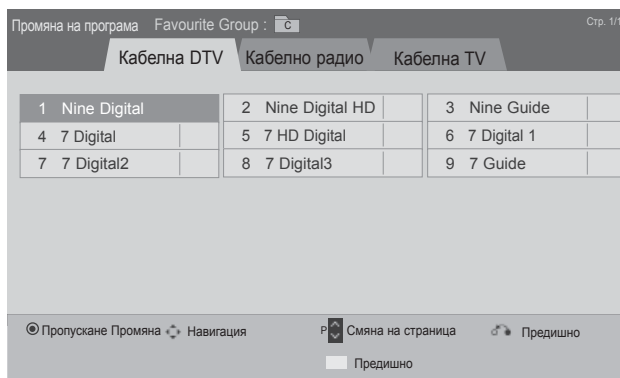 Промяна на програма Favourite Group : C Стр. 1/1
Кабелна DTV Кабелно радио Кабелна TV
1 Nine Digital 2 Nine Digital HD 3 Nine Guide
4 7 Digital 5 7 HD Digital 6 7 Digital 1
7 7 Digital2 8 7 Digital3 9 7 Guide
Пропускане Промяна Навигация P Смяна на страница Предишно
Предишно